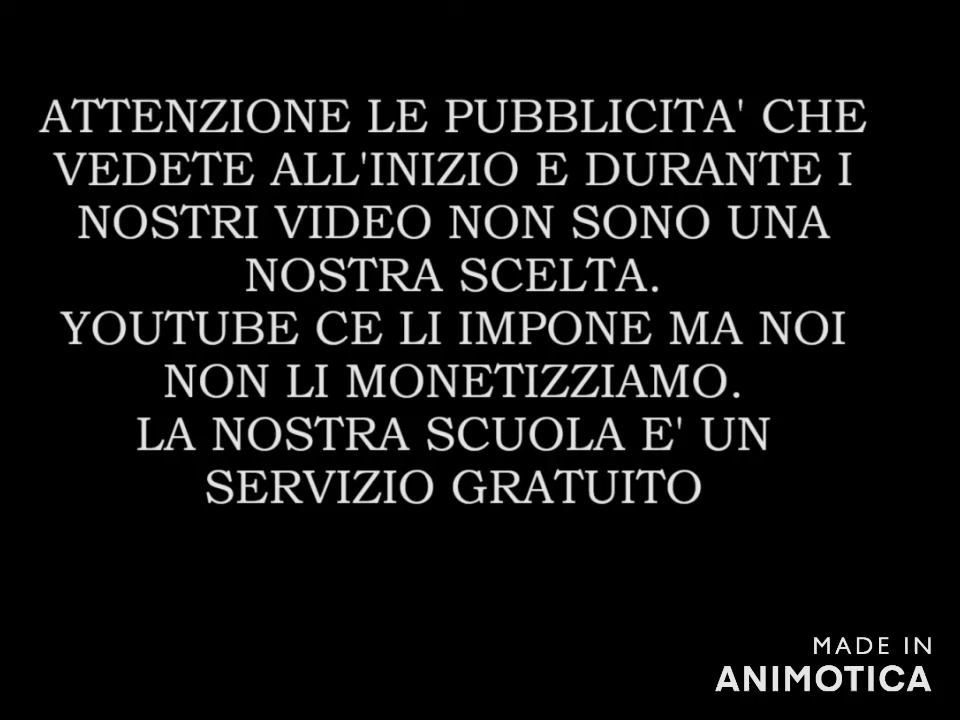 ATTENZIONE LE PUBBLICITA' CHE
VEDETE ALL'INIZIO E DURANTE I
NOSTRI VIDEO NON SONO UNA
NOSTRA SCELTA.
YOUTUBE CE LI IMPONE MA NOI
NON LI MONETIZZIAMO.
LA NOSTRA SCUOLA E' UN
SERVIZIO GRATUITO
MADE IN
ANIMOTICA